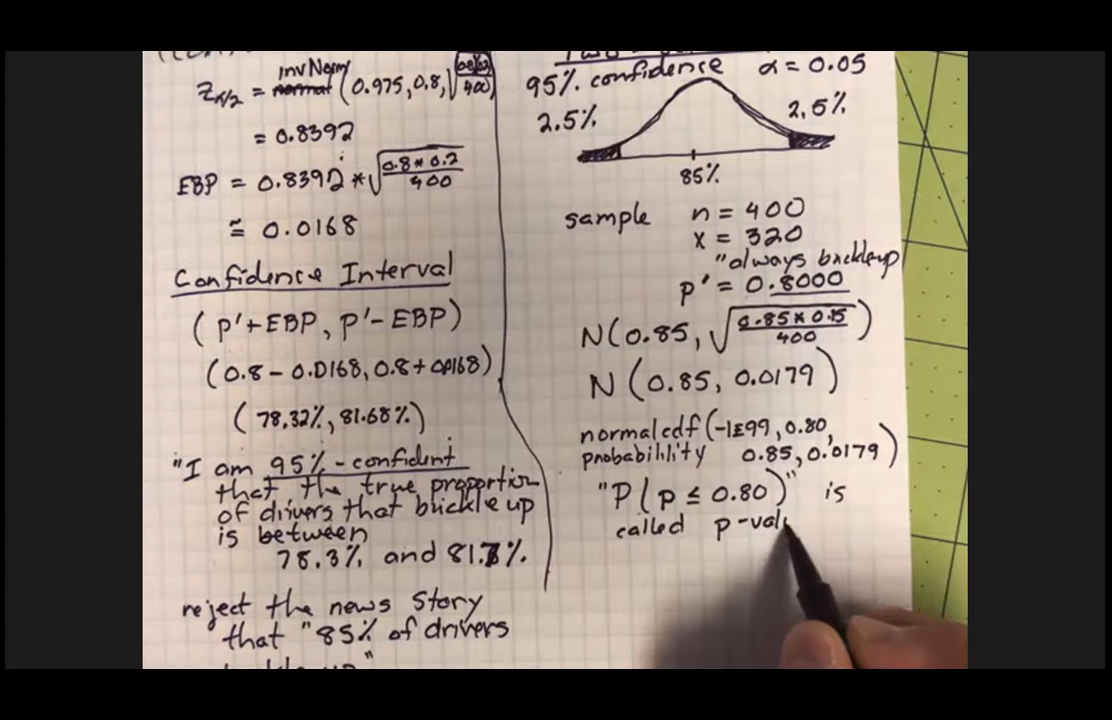 invNorm
Zα/2 = normal (0.975, 0.8, √0.8*0.2/400)
= 0.8392
EBP = 0.8392 * √0.8 * 0.2/400
≅ 0.0168
Confidence Interval
(p'+EBP, p'-EBP)
(0.8 - 0.0168, 0.8 + 0.0168)
(78.32%, 81.68%)
"I am 95%-confident
that the true proportion
of drivers that buckle up
is between
78.3% and 81.7%.
reject the news story
that "85% of drivers
buckle up"
95% confidence α = 0.05
2.5% 2.5%
85%
sample n = 400
x = 320
"always buckleup
p' = 0.8000
N(0.85, √0.85 * 0.15/400)
N(0.85, 0.0179)
normalcdf(-1E99, 0.80,
probability 0.85, 0.0179)
"P(p ≤ 0.80)" is
called p-val